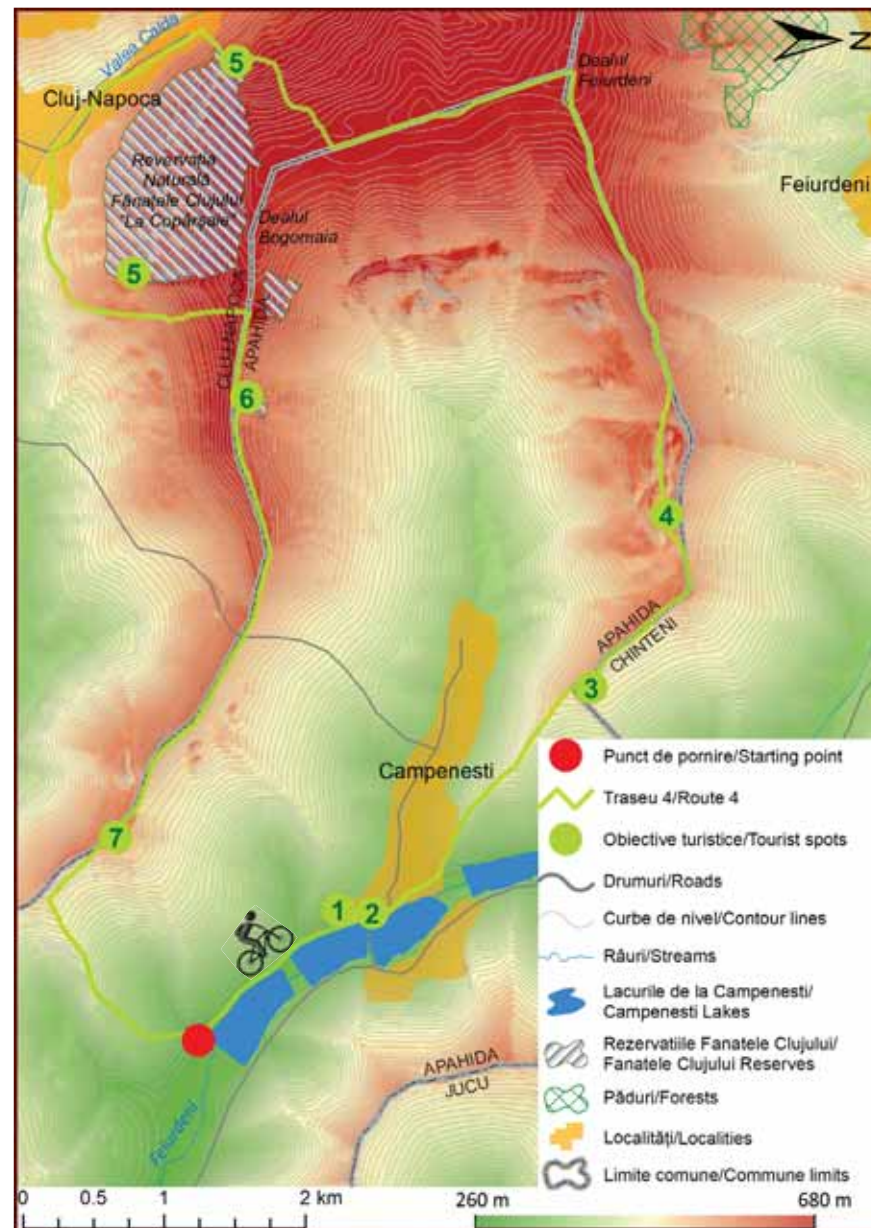 Valea Calda
5
N
Dealul
Feiurdeni
Cluj-Napoca
Revervația
Naturală
Fânațele Clujului
"La Copârșaie"
Feiurdeni
Dealul
Bogomaia
5
CLUJ-NAPOCA
APAHIDA
6
4
APAHIDA
CHINTENI
3
Campenesti
7
1
2
APAHIDA
JUCU
Feiurdeni
Punct de pornire/Starting point
Traseu 4/Route 4
Obiective turistice/Tourist spots
Drumuri/Roads
Curbe de nivel/Contour lines
Râuri/Streams
Lacurile de la Campenesti/
Campenesti Lakes
Rezervatiile Fanatele Clujului/
Fanatele Clujului Reserves
Păduri/Forests
Localități/Localities
Limite comune/Commune limits
0 0.5 1 2 km
260 m 680 m